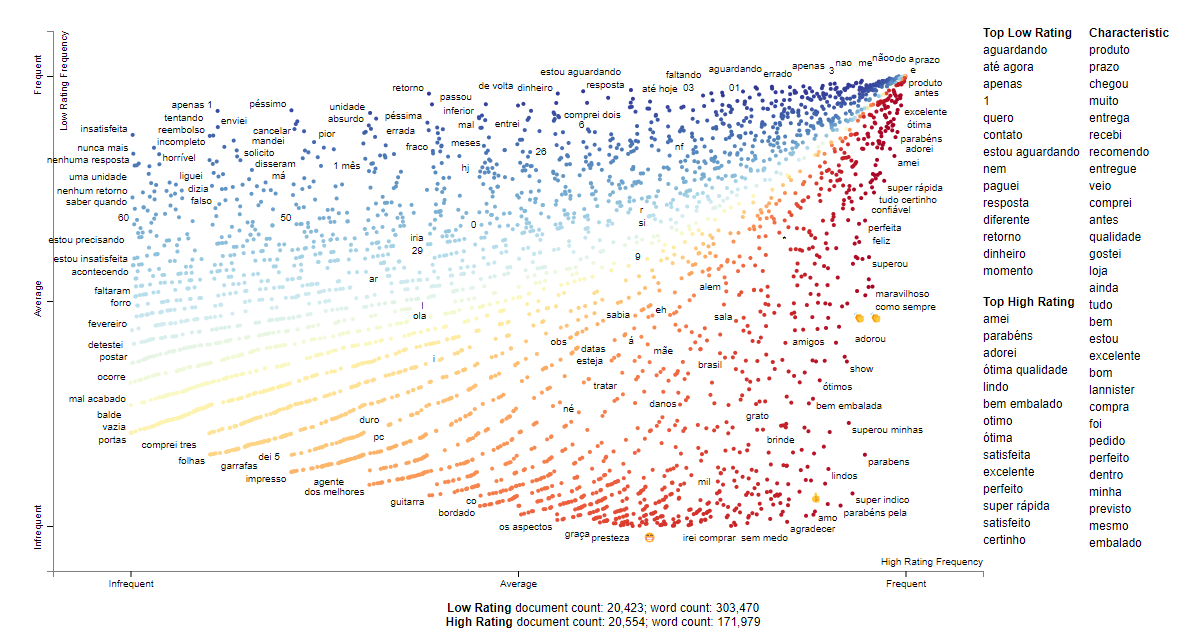 Frequent
Low Rating Frequency
Average
Infrequent
estou aguardando
apenas
nao
me
não
do
a
prazo
e
faltando
aguardando
errado
3
retorno
de volta
dinheiro
resposta
até hoje
03
01
produto
antes
passou
apenas 1
péssimo
unidade
tentando
absurdo
péssima
inferior
comprei dois
excelente
enviei
insatisfeita
reembolso
cancelar
pior
errada
mal
entrei
6
ótima
incompleto
mandei
parabéns
nunca mais
solicito
fraco
meses
26
nf
adorei
nenhuma resposta
horrível
disseram
1 mês
hj
amei
uma unidade
liguei
má
nenhum retorno
dizia
super rápida
saber quando
falso
tudo certinho
60
50
r
confiável
0
si
perfeita
estou precisando
iria
feliz
29
9
estou insatisfeita
superou
acontecendo
ar
alem
faltaram
maravilhoso
forro
l
eh
como sempre
ola
sabia
sala
fevereiro
detestei
obs
á
amigos
adorou
postar
i
datas
mãe
esteja
brasil
show
ocorre
tratar
ótimos
mal acabado
né
danos
bem embalada
balde
duro
grato
vazia
superou minhas
portas
pc
brinde
comprei tres
folhas
dei 5
parabens
garrafas
impresso
agente
mil
lindos
dos melhores
guitarra
co
super indico
bordado
parabéns pela
amo
os aspectos
agradecer
graça
presteza
irei comprar
sem medo
High Rating Frequency
Infrequent
Average
Frequent
Top Low Rating
aguardando
até agora
apenas
1
quero
contato
estou aguardando
nem
paguei
resposta
diferente
retorno
dinheiro
momento
Top High Rating
amei
parabéns
adorei
ótima qualidade
lindo
bem embalado
otimo
ótima
satisfeita
excelente
perfeito
super rápida
satisfeito
certinho
Characteristic
produto
prazo
chegou
muito
entrega
recebi
recomendo
entregue
veio
comprei
antes
qualidade
gostei
loja
ainda
tudo
bem
estou
excelente
bom
lannister
compra
foi
pedido
perfeito
dentro
minha
previsto
mesmo
embalado
Low Rating document count: 20,423; word count: 303,470
High Rating document count: 20,554; word count: 171,979